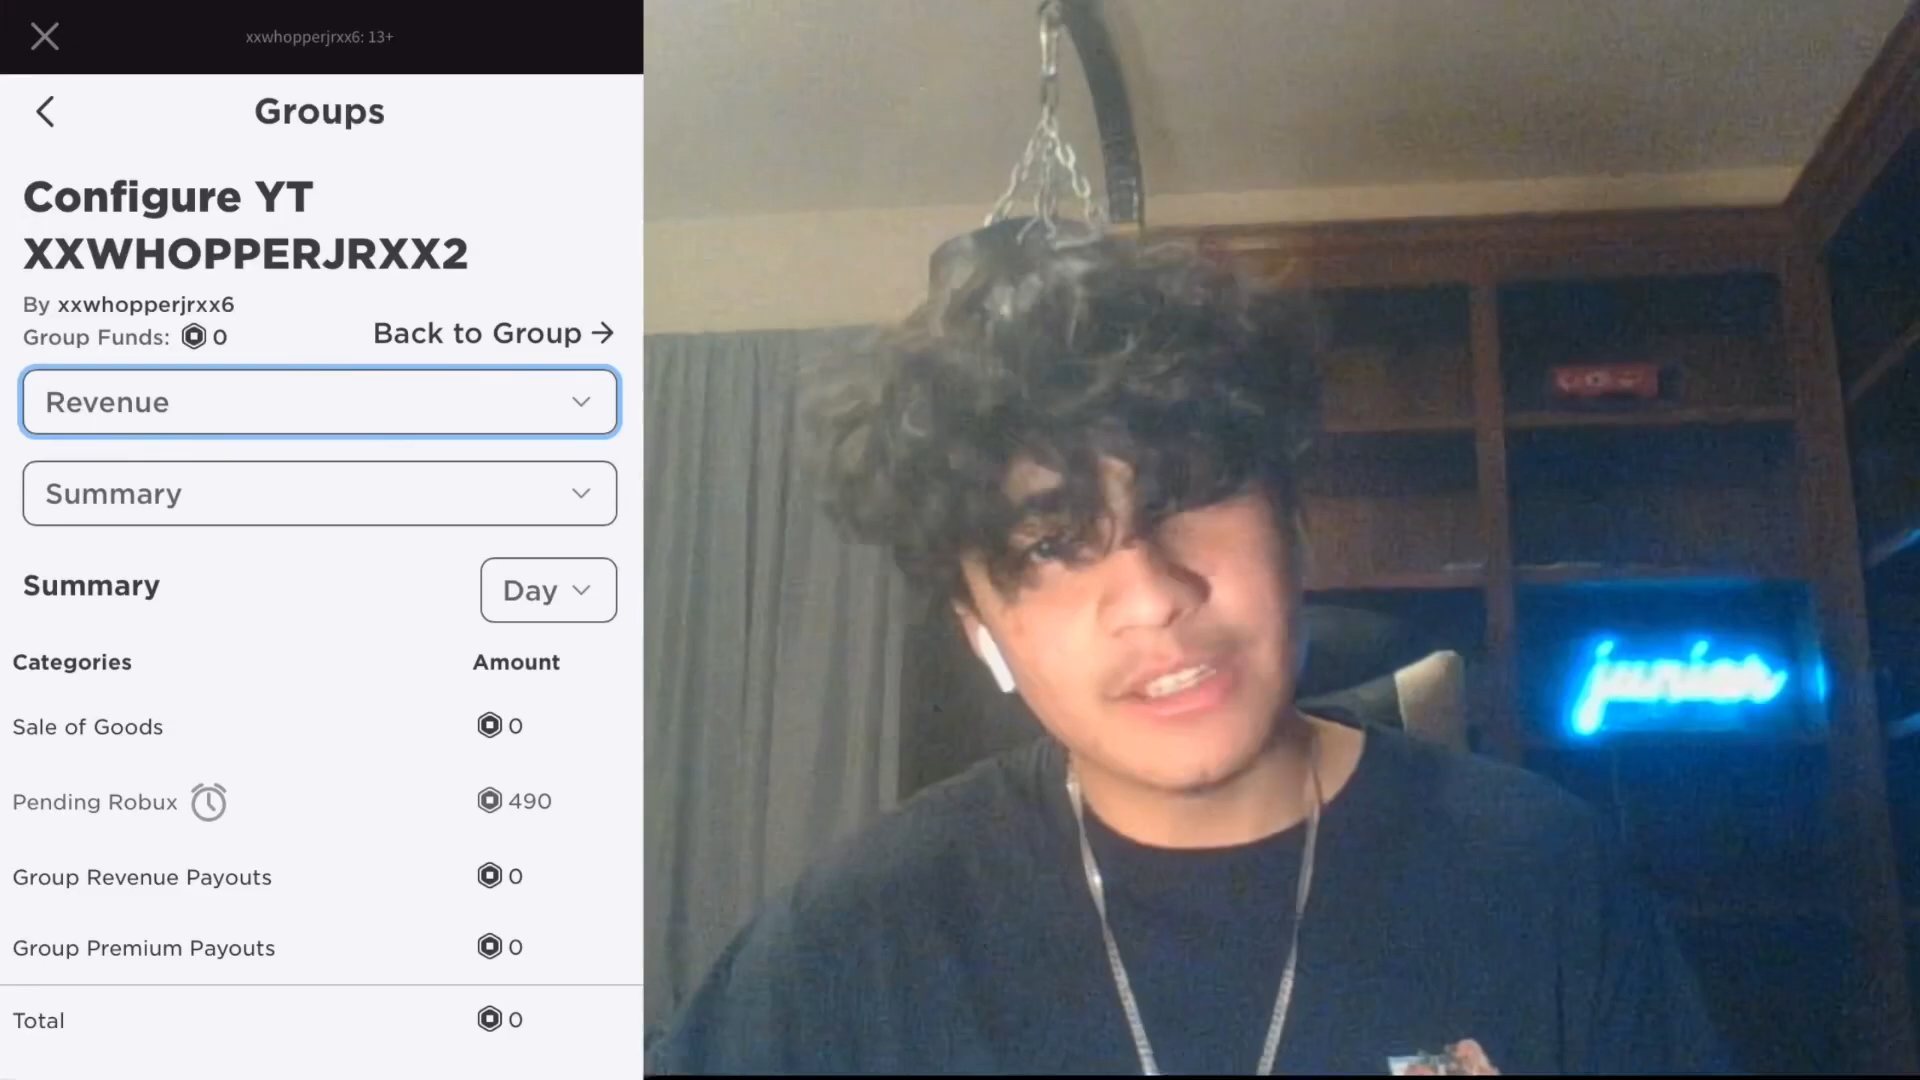 xxwhopperjrxx6: 13+
Groups
Configure YT
XXWHOPPERJRXX2
By xxwhopperjrxx6
Group Funds: 0
Back to Group
Revenue
Summary
Summary
Day
Categories Amount
Sale of Goods 0
Pending Robux 490
Group Revenue Payouts 0
Group Premium Payouts 0
Total 0
junior